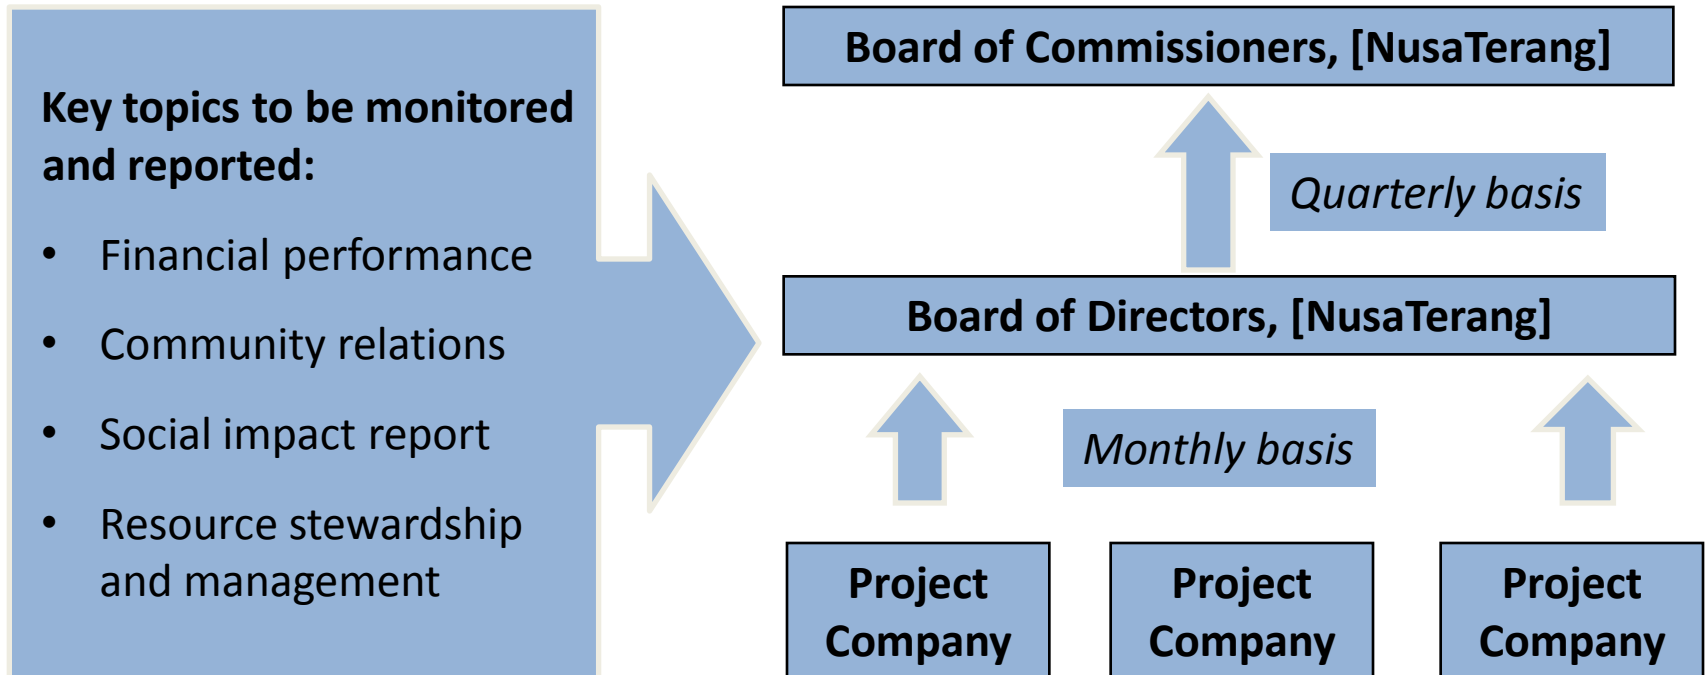 Key topics to be monitored
and reported:
• Financial performance
• Community relations
• Social impact report
• Resource stewardship
and management
Board of Commissioners, [NusaTerang]
Quarterly basis
Board of Directors, [NusaTerang]
Monthly basis
Project
Company
Project
Company
Project
Company